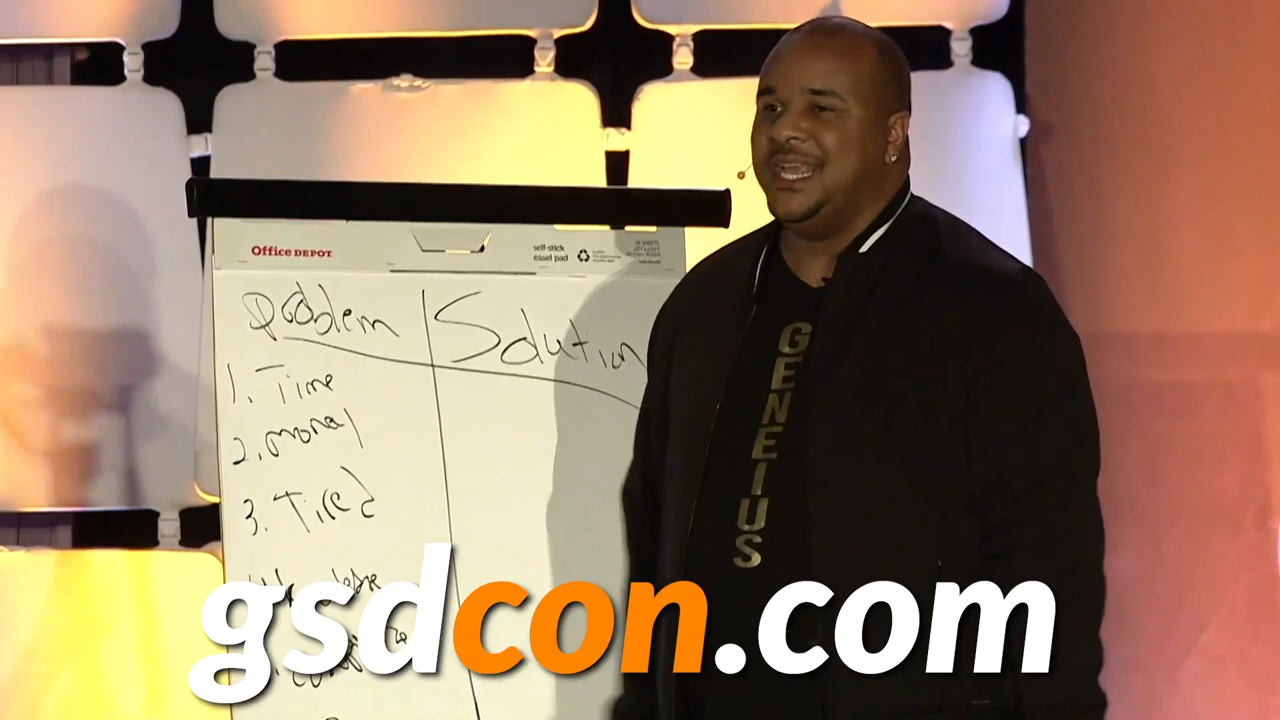 Office DEPOT
self-stick
easel pad
Problem Solution
1. Time
2. money
3. Tired
GENEIUS
gsdcon.com